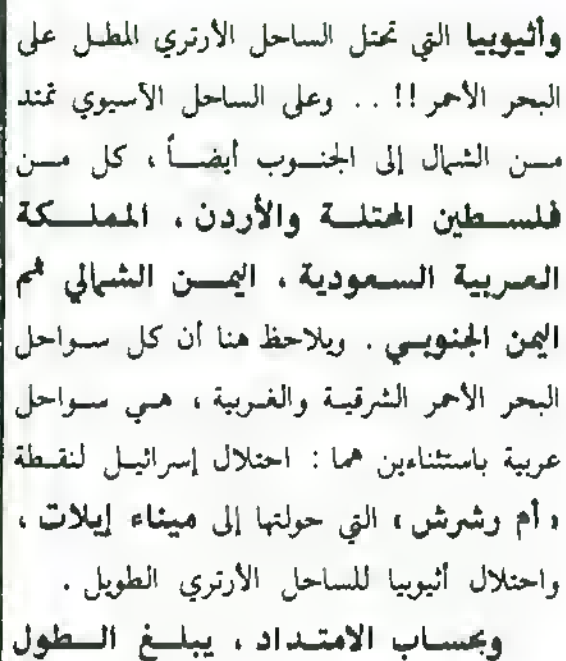 وأثيوبيا التي تحتل الساحل الأرتري المطل على
البحر الأحمر !! . . وعلى الساحل الآسيوي تمتد
من الشمال إلى الجنوب أيضاً ، كل من
فلسطين المحتلة والأردن ، المملكة
العربية السعودية ، اليمن الشمالي ثم
اليمن الجنوبي . ويلاحظ هنا أن كل سواحل
البحر الأحمر الشرقية والغربية ، هي سواحل
عربية باستثناءين هما : احتلال إسرائيل لنقطة
« أم رشرش » التي حولتها إلى ميناء إيلات ،
واحتلال أثيوبيا للساحل الأرتري الطويل .
وبحساب الامتداد ، يبلغ الطول